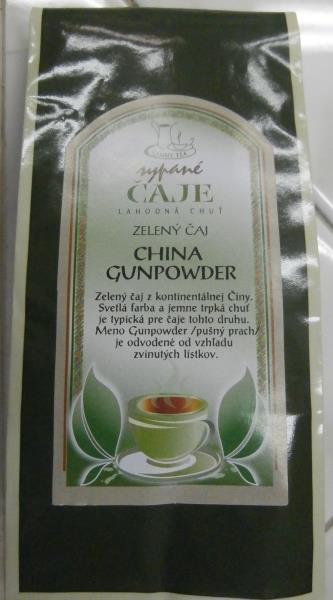 sypané
ČAJE
LAHODNÁ CHUŤ
ZELENÝ ČAJ
CHINA
GUNPOWDER
Zelený čaj z kontinentálnej Číny.
Svetlá farba a jemne trpká chuť
je typická pre čaje tohto druhu.
Meno Gunpowder /pušný prach/
je odvodené od vzhľadu
zvinutých lístkov.